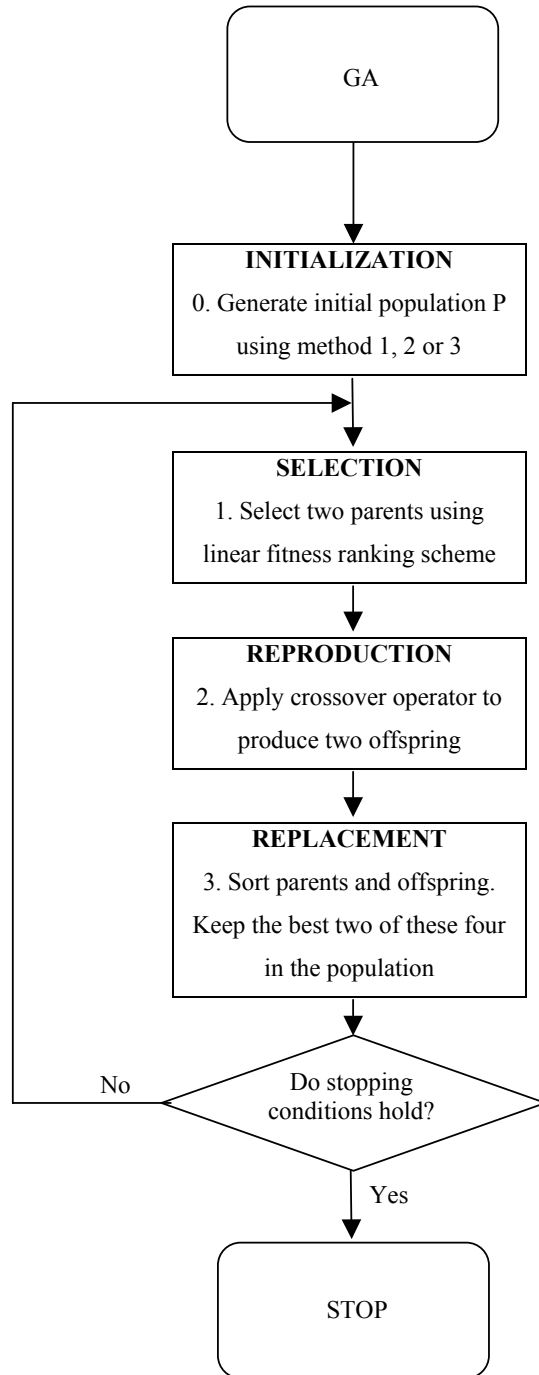 GA
INITIALIZATION
0. Generate initial population P
using method 1, 2 or 3
SELECTION
1. Select two parents using
linear fitness ranking scheme
REPRODUCTION
2. Apply crossover operator to
produce two offspring
REPLACEMENT
3. Sort parents and offspring.
Keep the best two of these four
in the population
No
Do stopping
conditions hold?
Yes
STOP